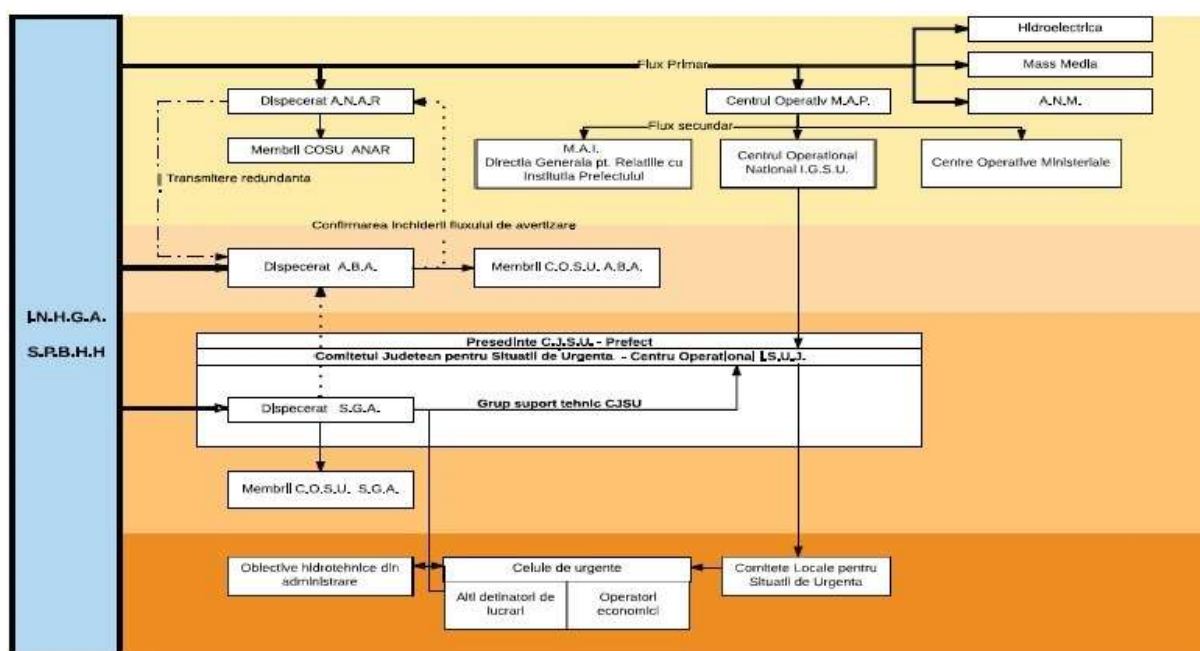 I.N.H.G.A.
S.P.B.H.H
Hidroelectrica
Flux Primar
Mass Media
Dispecerat A.N.A.R
Centrul Operativ M.A.P.
A.N.M.
Flux secundar
Membrii COSU ANAR
M.A.I.
Directia Generala pt. Relatiile cu
Institutia Prefectului
Centrul Operational
National I.G.S.U.
Centre Operative Ministeriale
Transmitere redundanta
Confirmarea inchiderii fluxului de avertizare
Dispecerat A.B.A.
Membrii C.O.S.U. A.B.A.
Presedinte C.J.S.U. - Prefect
Comitetul Judetean pentru Situatii de Urgenta - Centru Operational I.S.U.J.
Dispecerat S.G.A.
Grup suport tehnic CJSU
Membrii C.O.S.U. S.G.A.
Obiective hidrotehnice din
administrare
Celule de urgente
Comitete Locale pentru
Situatii de Urgenta
Alti detinatori de
lucrari
Operatori
economici